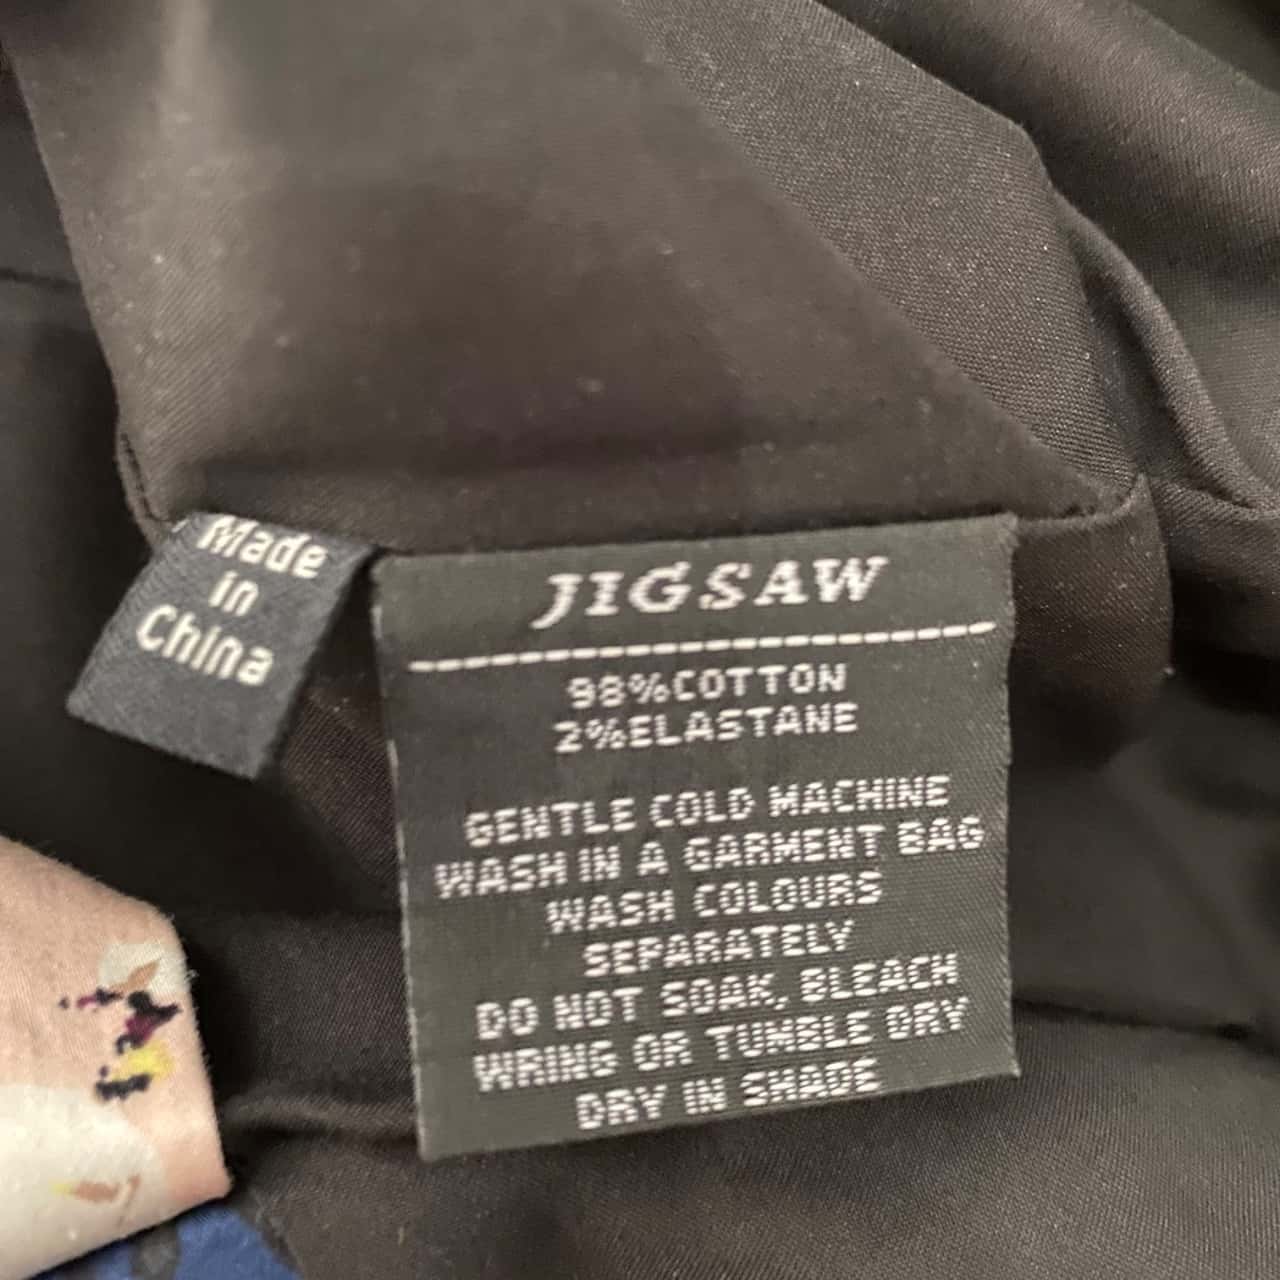 Made
in
China
JIGSAW
98%COTTON
2%ELASTANE
GENTLE COLD MACHINE
WASH IN A GARMENT BAG
WASH COLOURS
SEPARATELY
DO NOT SOAK, BLEACH
WRING OR TUMBLE DRY
DRY IN SHADE